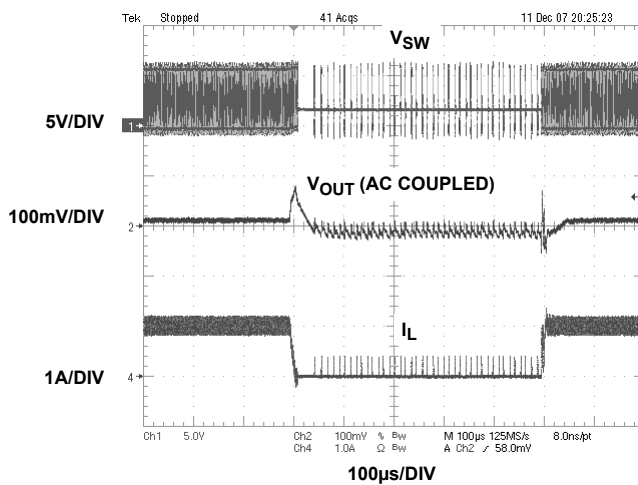 Tek Stopped 41 Acqs 11 Dec 07 20:25:23
VSW
5V/DIV
1
VOUT (AC COUPLED)
100mV/DIV
2
IL
1A/DIV
4
Ch1 5.0V Ch2 100mV % Bw M 100µs 125MS/s 8.0ns/pt
Ch4 1.0A Ω Bw A Ch2 ∫ 58.0mV
100µs/DIV